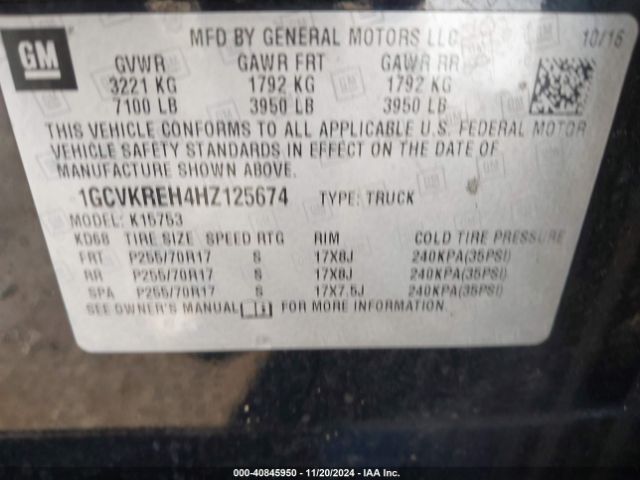 GM
MFD BY GENERAL MOTORS LLC 10/16
GVWR GAWR FRT GAWR RR
3221 KG 1792 KG 1792 KG
7100 LB 3950 LB 3950 LB
THIS VEHICLE CONFORMS TO ALL APPLICABLE U.S. FEDERAL MOTOR
VEHICLE SAFETY STANDARDS IN EFFECT ON THE DATE OF
MANUFACTURE SHOWN ABOVE.
1GCVKREH4HZ125674 TYPE: TRUCK
MODEL: K15753
KD68 TIRE SIZE SPEED RTG RIM COLD TIRE PRESSURE
FRT P255/70R17 S 17X8J 240KPA(35PSI)
RR P255/70R17 S 17X8J 240KPA(35PSI)
SPA P255/70R17 S 17X7.5J 240KPA(35PSI)
SEE OWNER'S MANUAL FOR MORE INFORMATION.
000-40845950 - 11/20/2024 - IAA Inc.